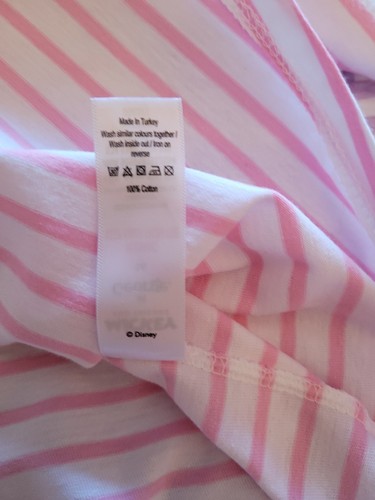 Made In Turkey
Wash similar colours together /
Wash inside out / Iron on
reverse
100% Cotton
© Disney